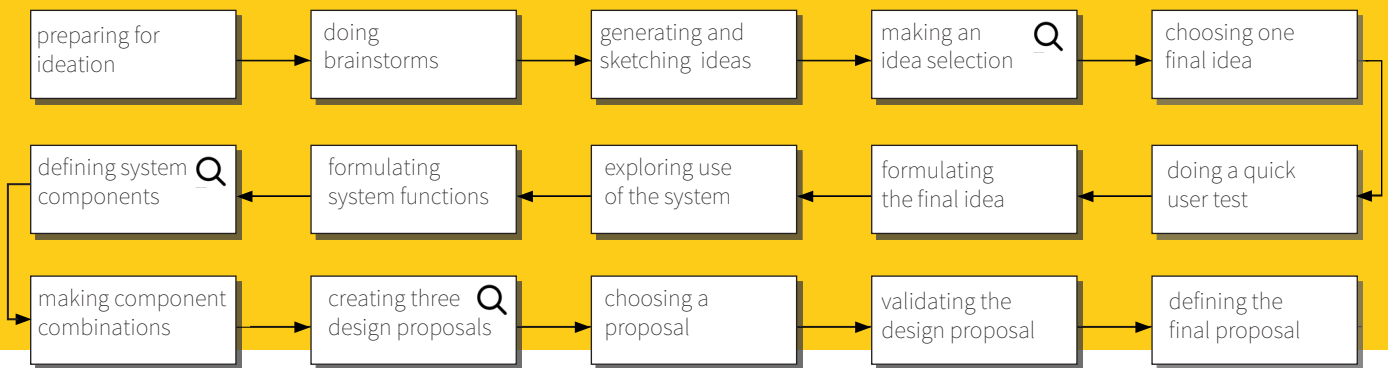 preparing for
ideation
doing
brainstorms
generating and
sketching ideas
making an
idea selection
choosing one
final idea
doing a quick
user test
formulating
the final idea
exploring use
of the system
formulating
system functions
defining system
components
making component
combinations
creating three
design proposals
choosing a
proposal
validating the
design proposal
defining the
final proposal